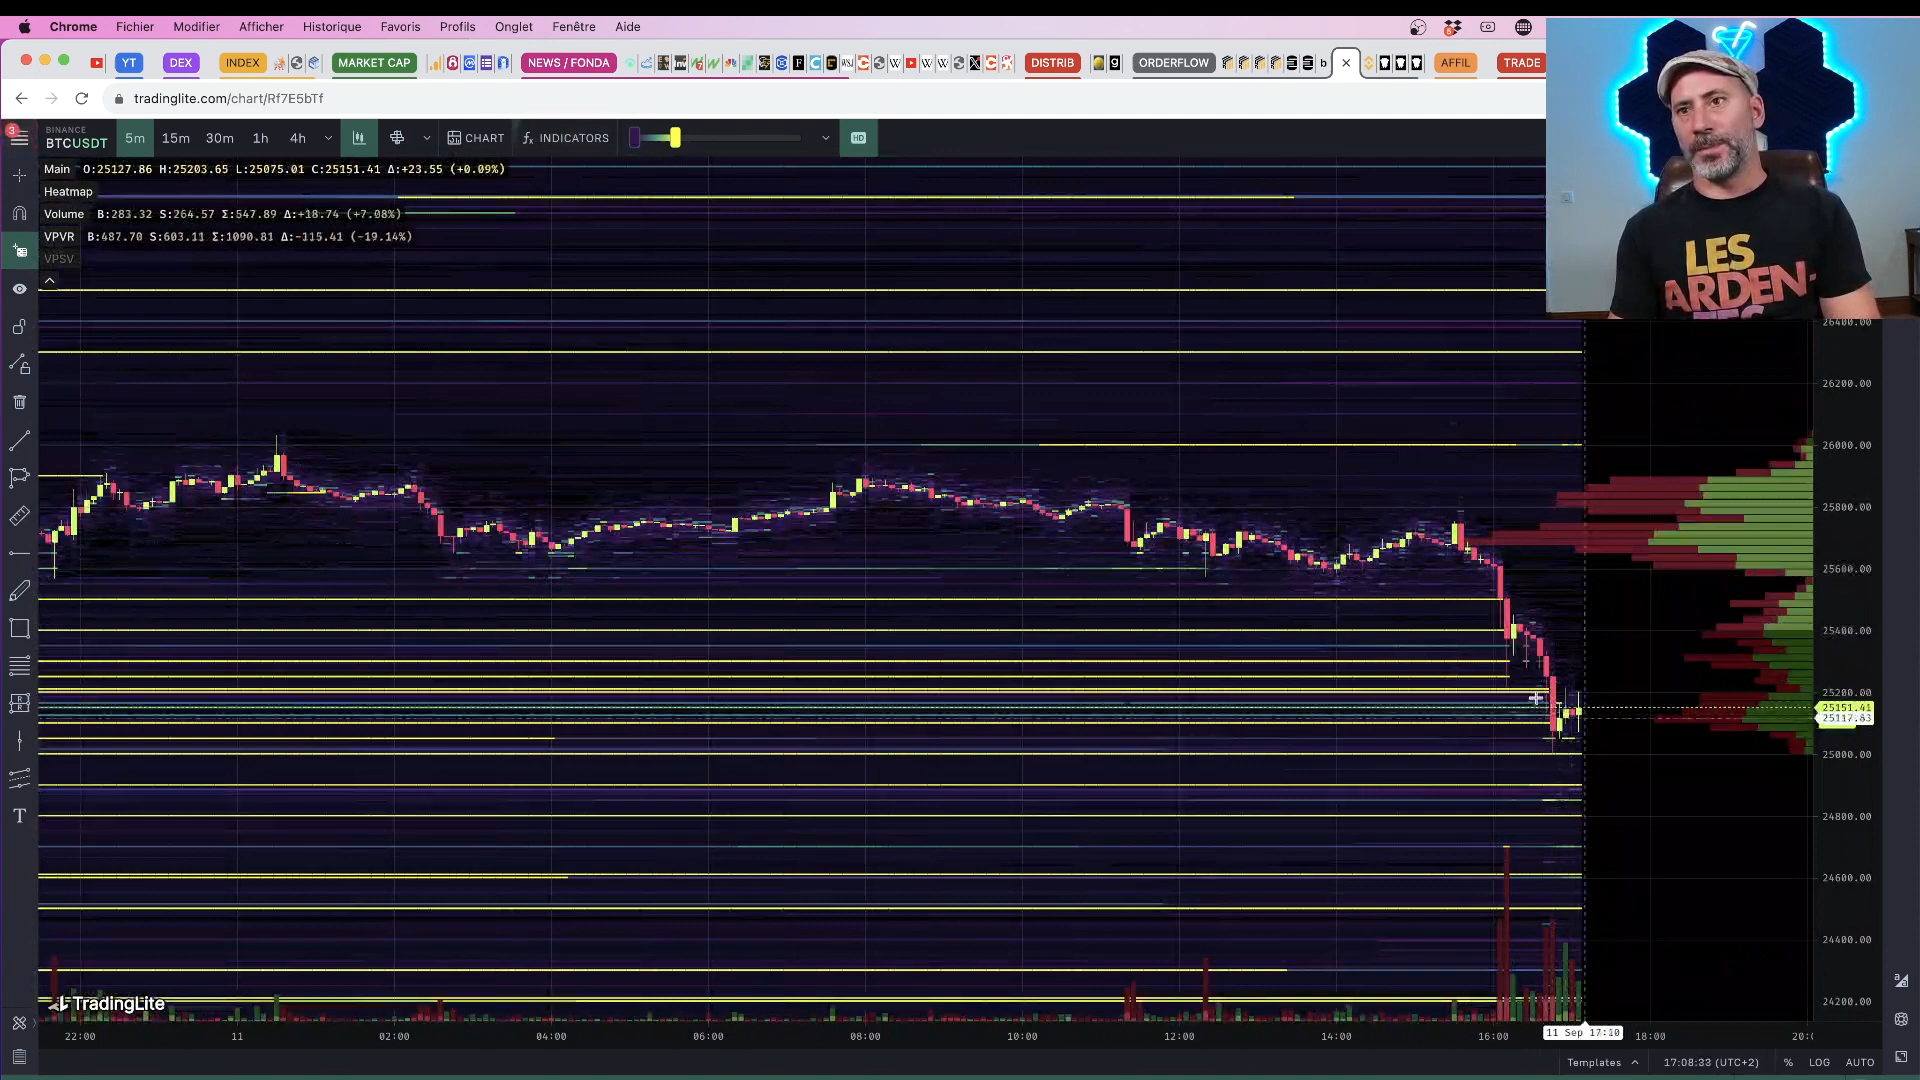 Chrome Fichier Modifier Afficher Historique Favoris Profils Onglet Fenêtre Aide
YT DEX INDEX MARKET CAP NEWS / FONDA DISTRIB ORDERFLOW b AFFIL TRADE
tradinglite.com/chart/Rf7E5bTf
3
BINANCE
BTCUSDT 5m 15m 30m 1h 4h CHART fx INDICATORS HD
Main O:25127.86 H:25203.65 L:25075.01 C:25151.41 Δ:+23.55 (+0.09%)
Heatmap
Volume B:283.32 S:264.57 Σ:547.89 Δ:+18.74 (+7.08%)
VPVR B:487.70 S:603.11 Σ:1090.81 Δ:-115.41 (-19.14%)
VPSV
LES
ARDEN-
26400.00
26200.00
26000.00
25800.00
25600.00
25400.00
25200.00
25151.41
25117.83
25000.00
24800.00
24600.00
24400.00
24200.00
TradingLite
22:00 11 02:00 04:00 06:00 08:00 10:00 12:00 14:00 16:00 11 Sep 17:10 18:00
Templates 17:08:33 (UTC+2) % LOG AUTO